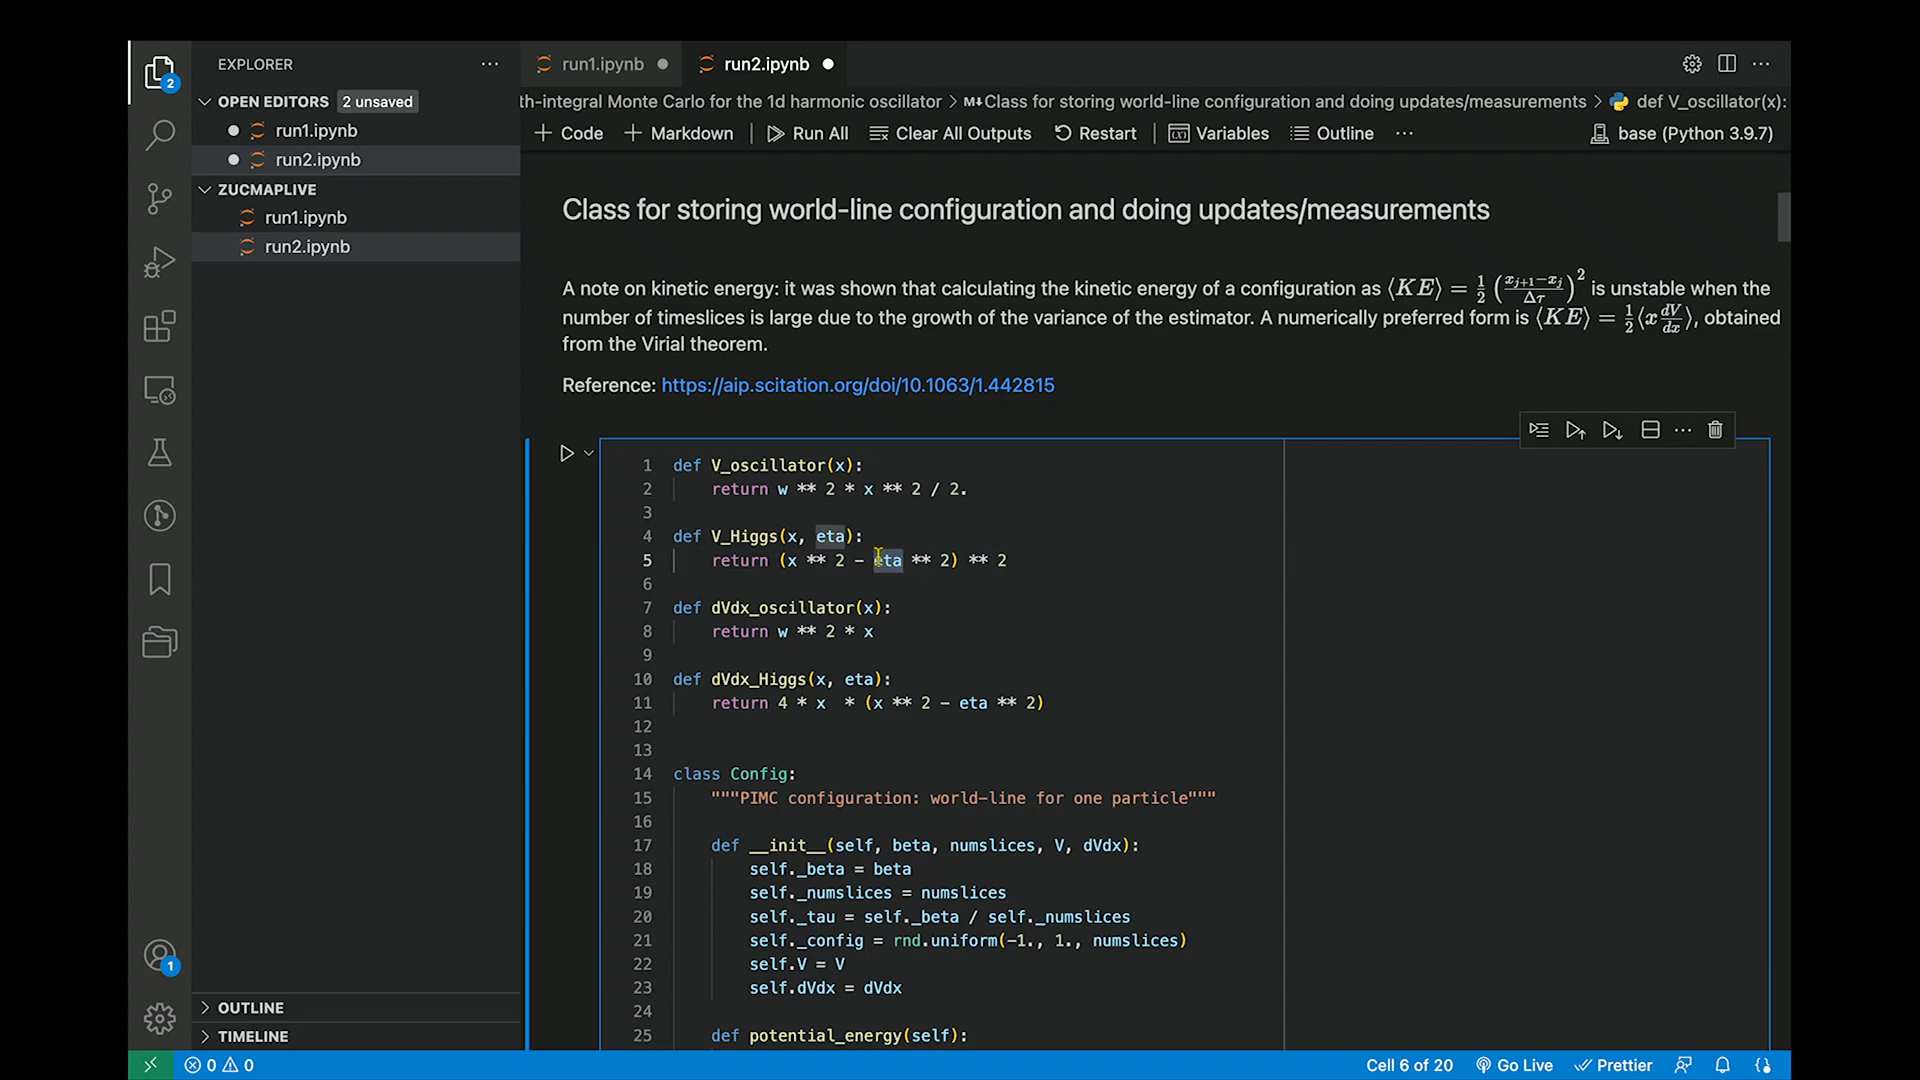 EXPLORER
OPEN EDITORS 2 unsaved
run1.ipynb
run2.ipynb
ZUCMAPLIVE
run1.ipynb
run2.ipynb
OUTLINE
TIMELINE
2
1
run1.ipynb
run2.ipynb
th-integral Monte Carlo for the 1d harmonic oscillator > M↓Class for storing world-line configuration and doing updates/measurements > def V_oscillator(x):
+ Code + Markdown Run All Clear All Outputs Restart Variables Outline ... base (Python 3.9.7)
Class for storing world-line configuration and doing updates/measurements
A note on kinetic energy: it was shown that calculating the kinetic energy of a configuration as ⟨KE⟩ = 1/2 ((x_{j+1}−x_j)/Δτ)^2 is unstable when the
number of timeslices is large due to the growth of the variance of the estimator. A numerically preferred form is ⟨KE⟩ = 1/2⟨x dV/dx⟩, obtained
from the Virial theorem.
Reference: https://aip.scitation.org/doi/10.1063/1.442815
1 def V_oscillator(x):
2 return w ** 2 * x ** 2 / 2.
3
4 def V_Higgs(x, eta):
5 return (x ** 2 - eta ** 2) ** 2
6
7 def dVdx_oscillator(x):
8 return w ** 2 * x
9
10 def dVdx_Higgs(x, eta):
11 return 4 * x  * (x ** 2 - eta ** 2)
12
13
14 class Config:
15 """PIMC configuration: world-line for one particle"""
16
17 def __init__(self, beta, numslices, V, dVdx):
18 self._beta = beta
19 self._numslices = numslices
20 self._tau = self._beta / self._numslices
21 self._config = rnd.uniform(-1., 1., numslices)
22 self.V = V
23 self.dVdx = dVdx
24
25 def potential_energy(self):
0 0 Cell 6 of 20 Go Live Prettier